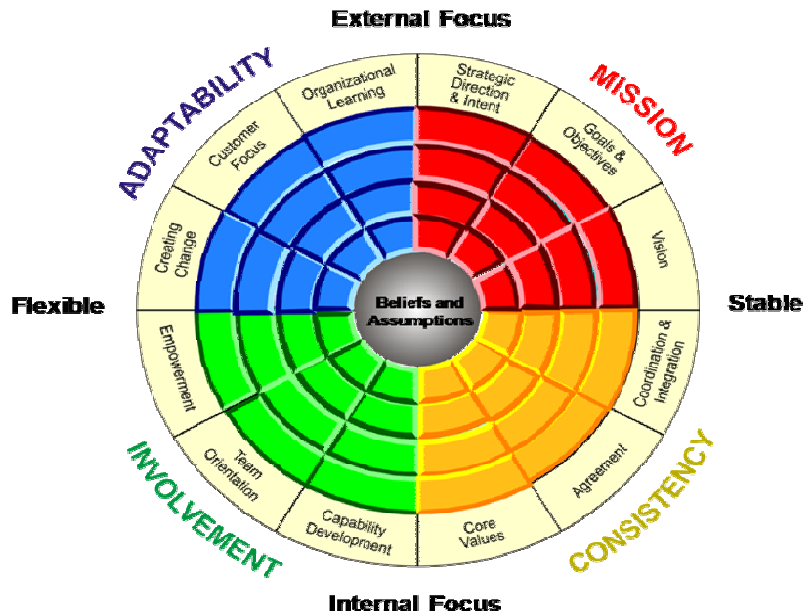 External Focus
ADAPTABILITY
MISSION
Organizational
Learning
Strategic
Direction
& Intent
Customer
Focus
Goals &
Objectives
Creating
Change
Vision
Flexible
Beliefs and
Assumptions
Stable
Empowerment
Coordination &
Integration
Team
Orientation
Agreement
Capability
Development
Core
Values
INVOLVEMENT
CONSISTENCY
Internal Focus